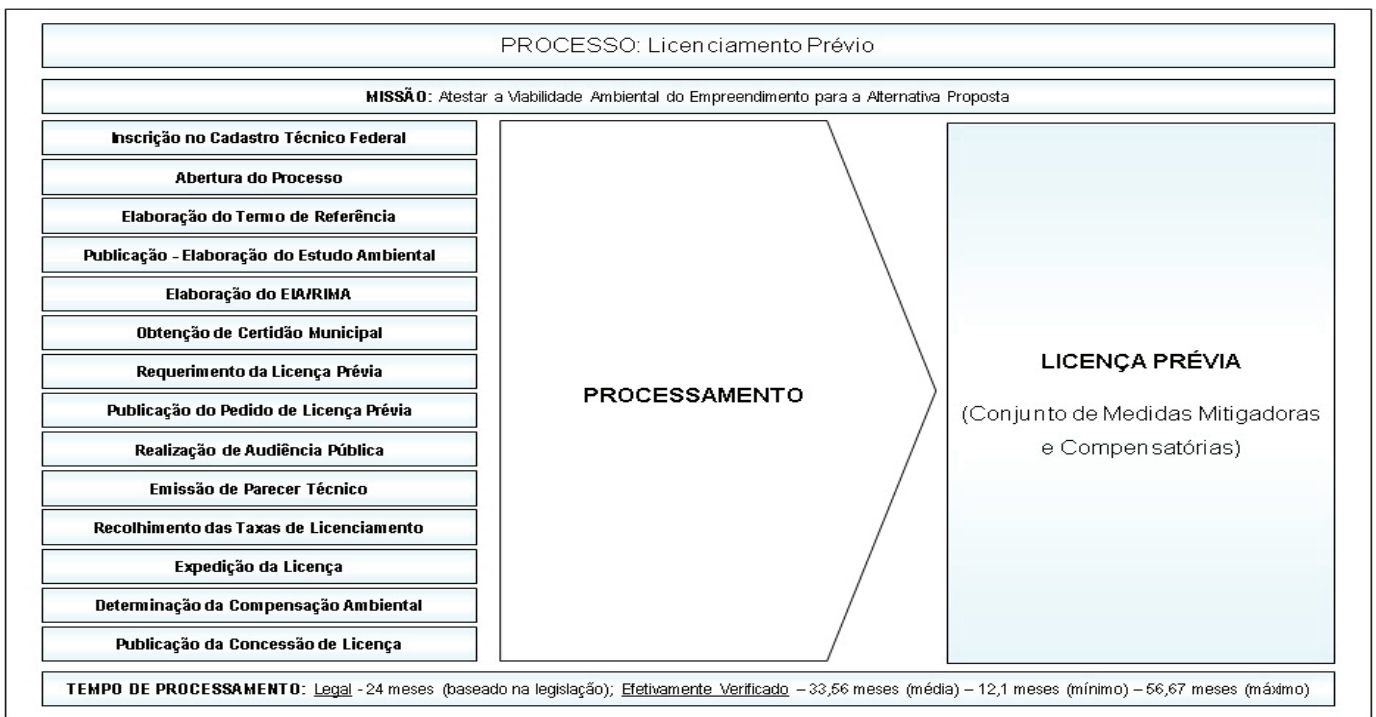 PROCESSO: Licenciamento Prévio
MISSÃO: Atestar a Viabilidade Ambiental do Empreendimento para a Alternativa Proposta
Inscrição no Cadastro Técnico Federal
Abertura do Processo
Elaboração do Termo de Referência
Publicação - Elaboração do Estudo Ambiental
Elaboração do EIA/RIMA
Obtenção de Certidão Municipal
Requerimento da Licença Prévia
Publicação do Pedido de Licença Prévia
Realização de Audiência Pública
Emissão de Parecer Técnico
Recolhimento das Taxas de Licenciamento
Expedição da Licença
Determinação da Compensação Ambiental
Publicação da Concessão de Licença
PROCESSAMENTO
LICENÇA PRÉVIA
(Conjunto de Medidas Mitigadoras
e Compensatórias)
TEMPO DE PROCESSAMENTO: Legal - 24 meses (baseado na legislação); Efetivamente Verificado – 33,56 meses (média) – 12,1 meses (mínimo) – 56,67 meses (máximo)